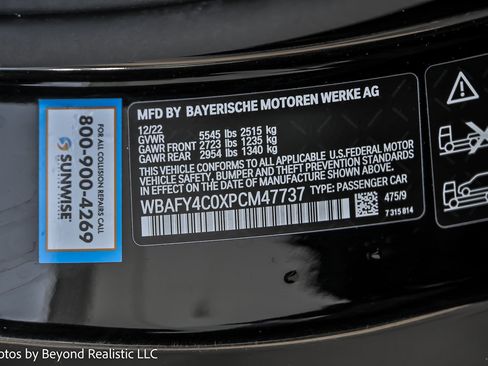 MFD BY BAYERISCHE MOTOREN WERKE AG
12/22
GVWR 5545 lbs 2515 kg
GAWR FRONT 2723 lbs 1235 kg
GAWR REAR 2954 lbs 1340 kg
THIS VEHICLE CONFORMS TO ALL APPLICABLE U.S.FEDERAL MOTOR
VEHICLE SAFETY, BUMPER AND THEFT PREVENTION STANDARDS
IN EFFECT ON THE DATE OF MANUFACTURE SHOWN ABOVE.
WBAFY4C0XPCM47737 TYPE: PASSENGER CAR
475/9
7 315 814
FOR ALL COLLISION REPAIRS CALL
800-900-4269
SUNWISE
otos by Beyond Realistic LLC